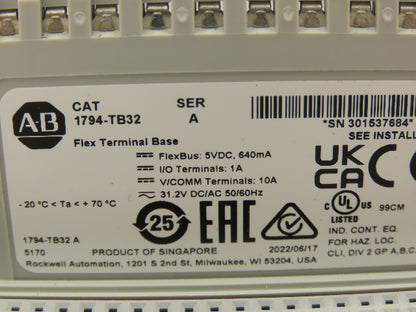 CAT SER
A-B 1794-TB32 A
"SN 301537684"
SEE INSTALL
Flex Terminal Base
FlexBus: 5VDC, 640mA
I/O Terminals: 1A
V/COMM Terminals: 10A
31.2V DC/AC 50/60Hz
-20 °C < Ta < +70 °C
UK
CA
C
C UL US
LISTED
99CM
25
EAC
IND. CONT. EQ.
FOR HAZ. LOC.
CLI, DIV 2 GP A,B,C,
1794-TB32 A
5170
PRODUCT OF SINGAPORE 2022/06/17
Rockwell Automation, 1201 S 2nd St, Milwaukee, WI 53204, USA